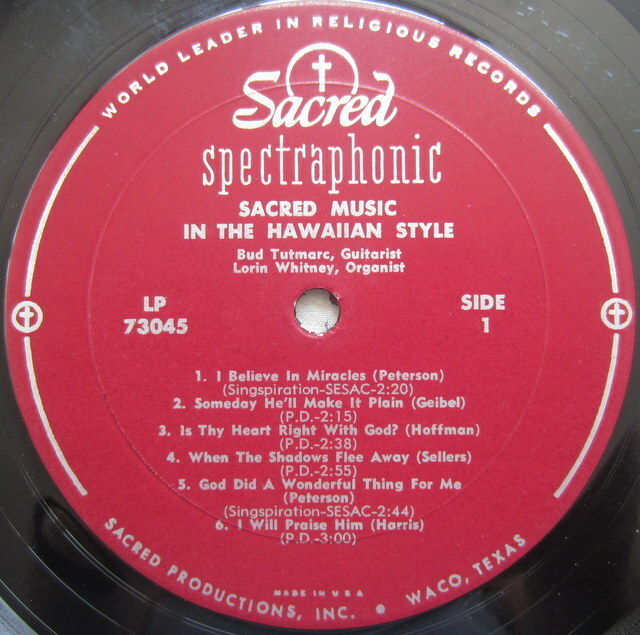 WORLD LEADER IN RELIGIOUS RECORDS
Sacred
spectraphonic
SACRED MUSIC
IN THE HAWAIIAN STYLE
Bud Tutmarc, Guitarist
Lorin Whitney, Organist
LP
73045
SIDE
1
1. I Believe In Miracles (Peterson)
(Singspiration-SESAC-2:20)
2. Someday He'll Make It Plain (Geibel)
(P.D.-2:15)
3. Is Thy Heart Right With God? (Hoffman)
(P.D.-2:38)
4. When The Shadows Flee Away (Sellers)
(P.D.-2:55)
5. God Did A Wonderful Thing For Me
(Peterson)
(Singspiration-SESAC-2:44)
6. I Will Praise Him (Harris)
(P.D.-3:00)
MADE IN U S A
SACRED PRODUCTIONS, INC. • WACO, TEXAS